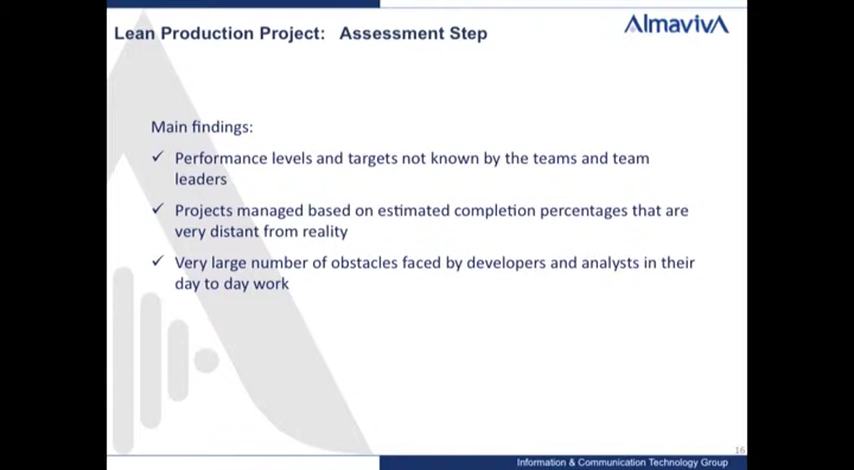 Lean Production Project: Assessment Step
AlmavivA
Main findings:
✓ Performance levels and targets not known by the teams and team
leaders
✓ Projects managed based on estimated completion percentages that are
very distant from reality
✓ Very large number of obstacles faced by developers and analysts in their
day to day work
16
Information & Communication Technology Group